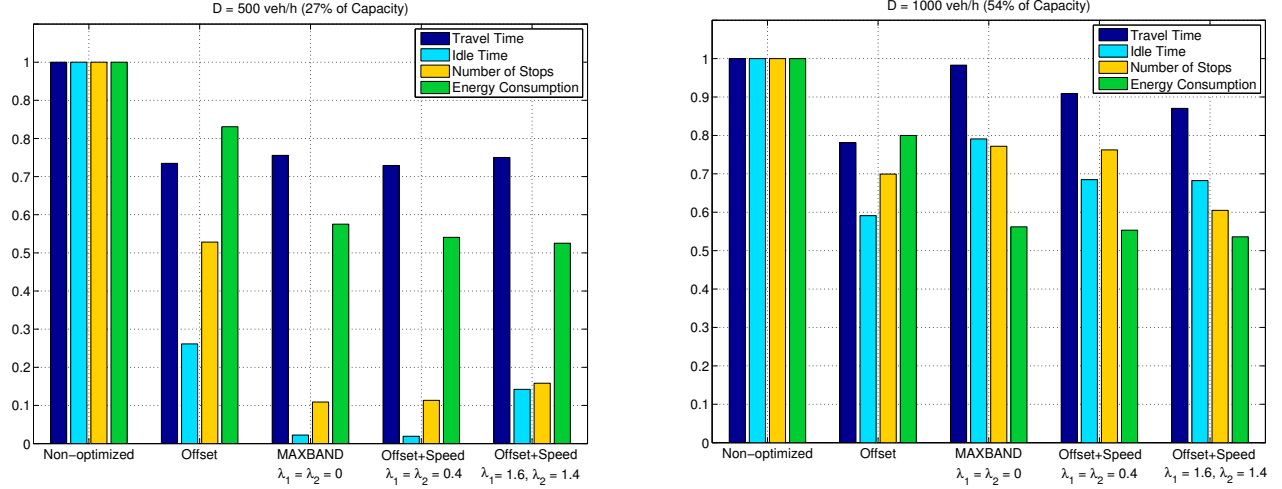 D = 500 veh/h (27% of Capacity)
Travel Time
Idle Time
Number of Stops
Energy Consumption
1
0.9
0.8
0.7
0.6
0.5
0.4
0.3
0.2
0.1
0
Non−optimized Offset MAXBAND Offset+Speed Offset+Speed
λ1 = λ2 = 0 λ1 = λ2 = 0.4 λ1= 1.6, λ2 = 1.4
D = 1000 veh/h (54% of Capacity)
Travel Time
Idle Time
Number of Stops
Energy Consumption
1
0.9
0.8
0.7
0.6
0.5
0.4
0.3
0.2
0.1
0
Non−optimized Offset MAXBAND Offset+Speed Offset+Speed
λ1 = λ2 = 0 λ1 = λ2 = 0.4 λ1 = 1.6, λ2 = 1.4